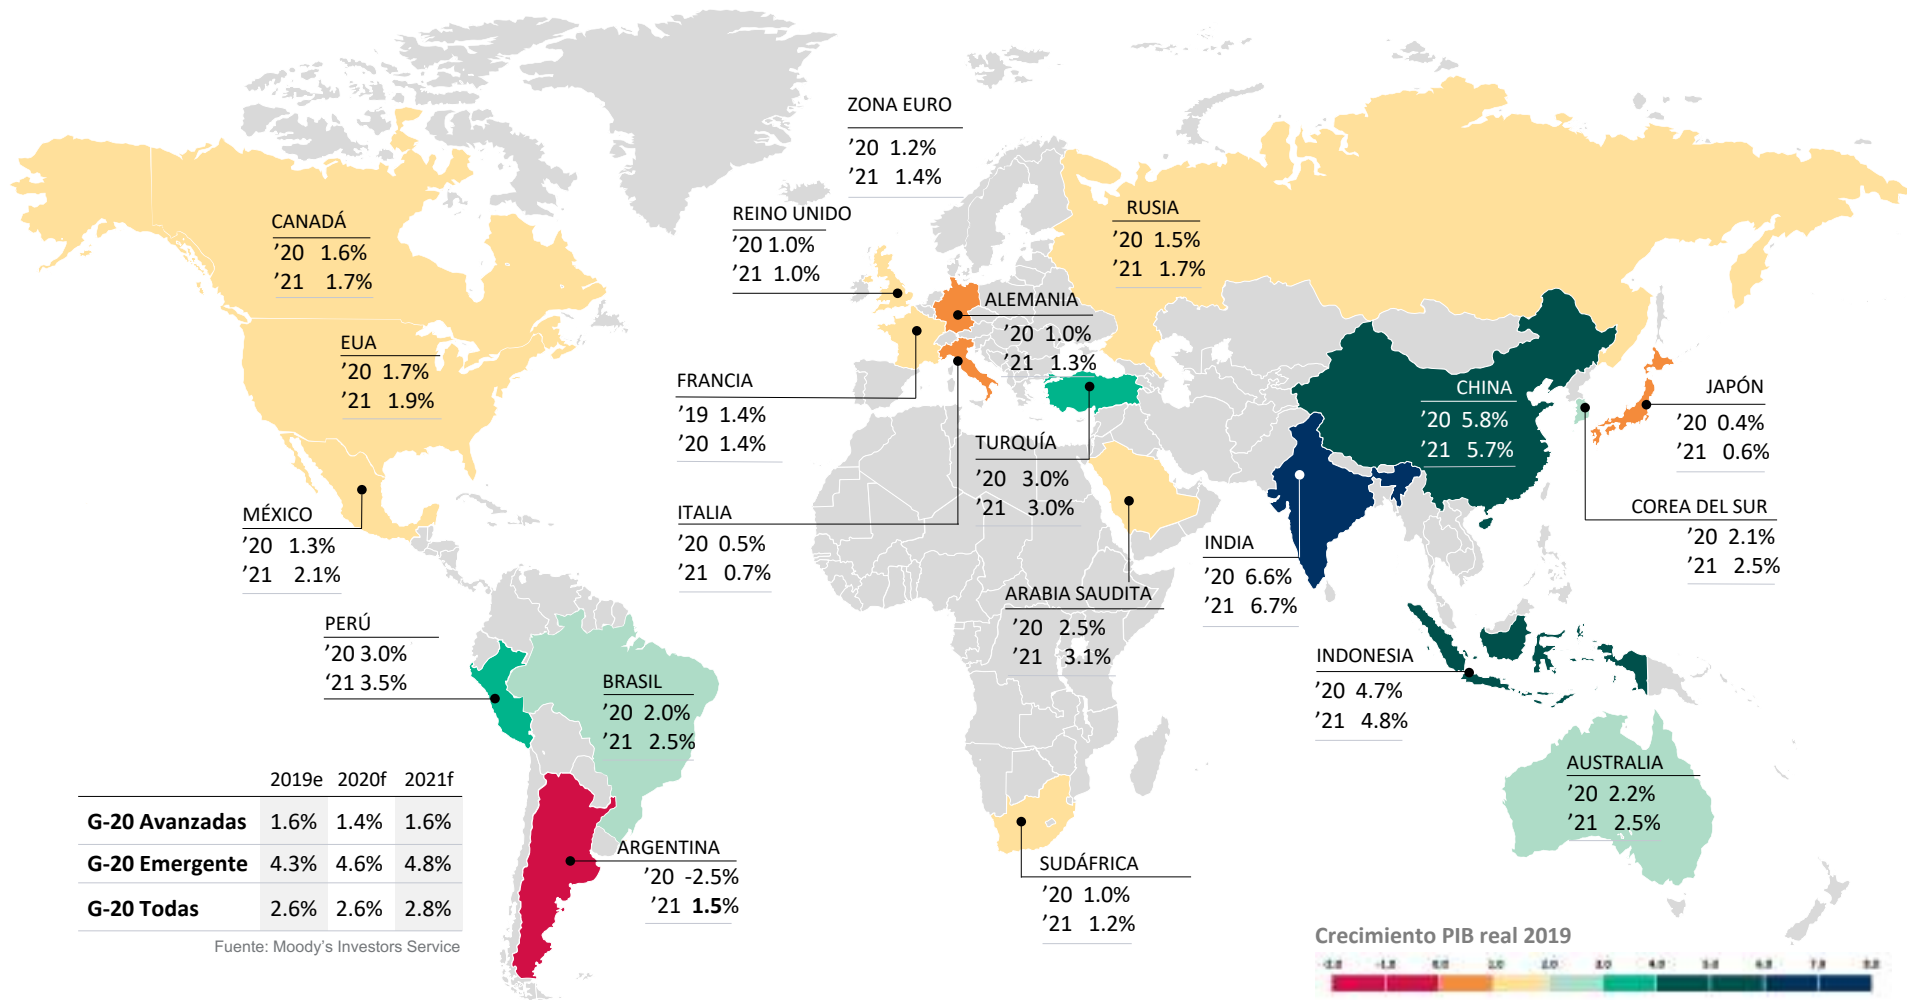 ZONA EURO
’20 1.2%
’21 1.4%
REINO UNIDO
’20 1.0%
’21 1.0%
RUSIA
’20 1.5%
’21 1.7%
CANADÁ
’20 1.6%
’21 1.7%
ALEMANIA
’20 1.0%
’21 1.3%
EUA
’20 1.7%
’21 1.9%
FRANCIA
’19 1.4%
’20 1.4%
CHINA
’20 5.8%
’21 5.7%
JAPÓN
’20 0.4%
’21 0.6%
TURQUÍA
’20 3.0%
’21 3.0%
MÉXICO
’20 1.3%
’21 2.1%
ITALIA
’20 0.5%
’21 0.7%
COREA DEL SUR
’20 2.1%
’21 2.5%
INDIA
’20 6.6%
’21 6.7%
ARABIA SAUDITA
’20 2.5%
’21 3.1%
PERÚ
’20 3.0%
‘21 3.5%
BRASIL
’20 2.0%
’21 2.5%
INDONESIA
’20 4.7%
’21 4.8%
AUSTRALIA
’20 2.2%
’21 2.5%
ARGENTINA
’20 -2.5%
’21 1.5%
SUDÁFRICA
’20 1.0%
’21 1.2%
2019e 2020f 2021f
G-20 Avanzadas 1.6% 1.4% 1.6%
G-20 Emergente 4.3% 4.6% 4.8%
G-20 Todas 2.6% 2.6% 2.8%
Fuente: Moody’s Investors Service
Crecimiento PIB real 2019